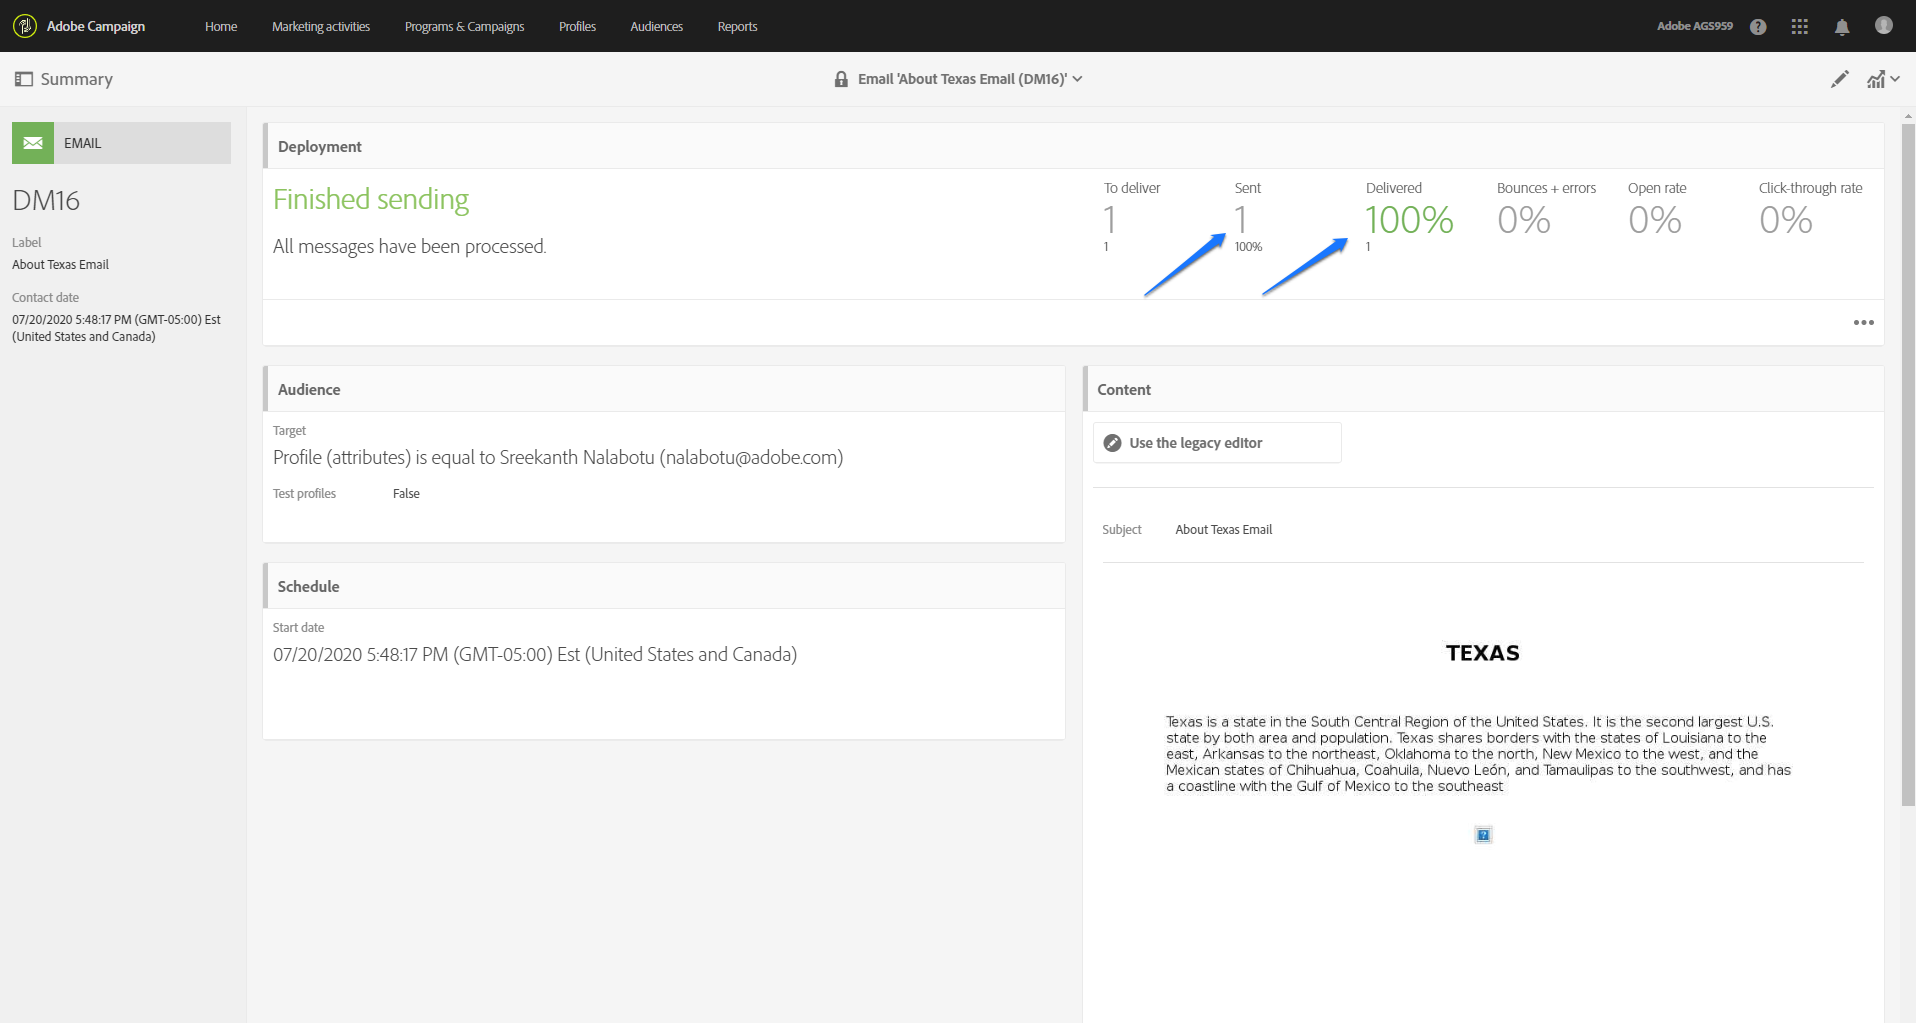 Adobe Campaign
Home
Marketing activities
Programs & Campaigns
Profiles
Audiences
Reports
Adobe AGS959
Summary
Email 'About Texas Email (DM16)'
EMAIL
DM16
Label
About Texas Email
Contact date
07/20/2020 5:48:17 PM (GMT-05:00) Est
(United States and Canada)
Deployment
Finished sending
All messages have been processed.
To deliver
1
1
Sent
1
100%
Delivered
100%
1
Bounces + errors
0%
Open rate
0%
Click-through rate
0%
Audience
Target
Profile (attributes) is equal to Sreekanth Nalabotu (nalabotu@adobe.com)
Test profiles
False
Schedule
Start date
07/20/2020 5:48:17 PM (GMT-05:00) Est (United States and Canada)
Content
Use the legacy editor
Subject
About Texas Email
TEXAS
Texas is a state in the South Central Region of the United States. It is the second largest U.S.
state by both area and population. Texas shares borders with the states of Louisiana to the
east, Arkansas to the northeast, Oklahoma to the north, New Mexico to the west, and the
Mexican states of Chihuahua, Coahuila, Nuevo León, and Tamaulipas to the southwest, and has
a coastline with the Gulf of Mexico to the southeast